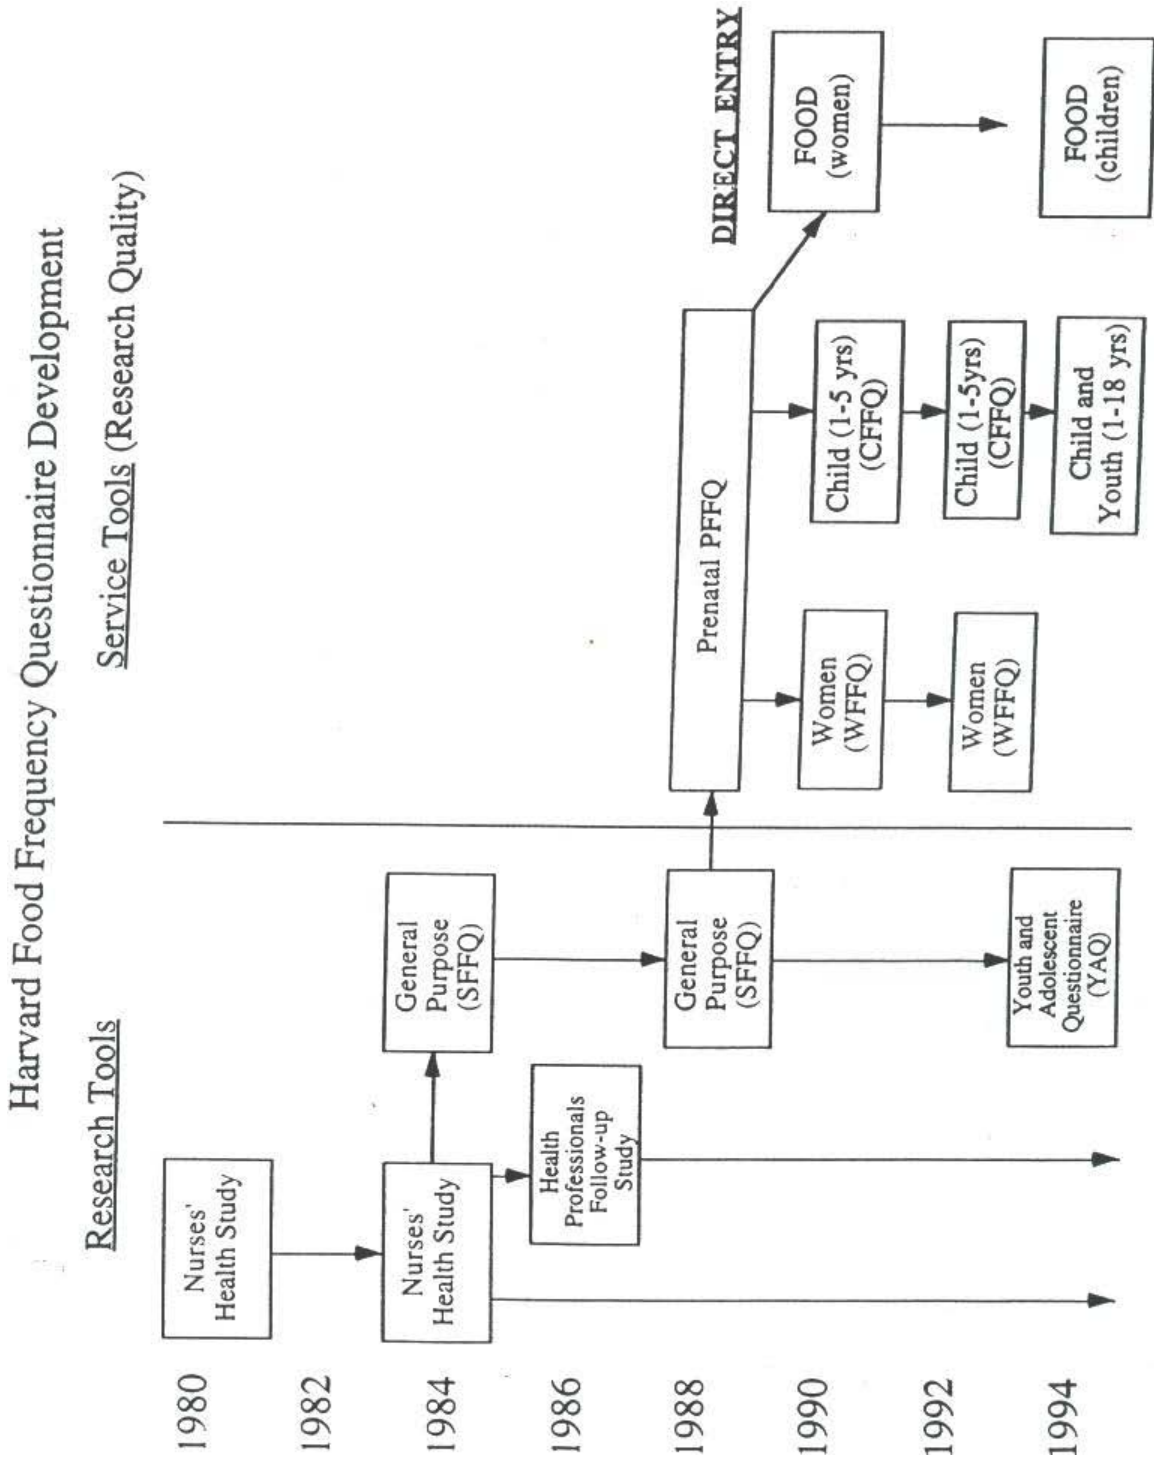 Harvard Food Frequency Questionnaire Development
Research Tools
Service Tools (Research Quality)
1980
1982
1984
1986
1988
1990
1992
1994
Nurses'
Health Study
Nurses'
Health Study
General
Purpose
(SFFQ)
Health
Professionals
Follow-up
Study
General
Purpose
(SFFQ)
Youth and
Adolescent
Questionnaire
(YAQ)
Prenatal PFFQ
DIRECT ENTRY
Women
(WFFQ)
Child (1-5 yrs)
(CFFQ)
FOOD
(women)
Women
(WFFQ)
Child (1-5yrs)
(CFFQ)
Child and
Youth (1-18 yrs)
FOOD
(children)